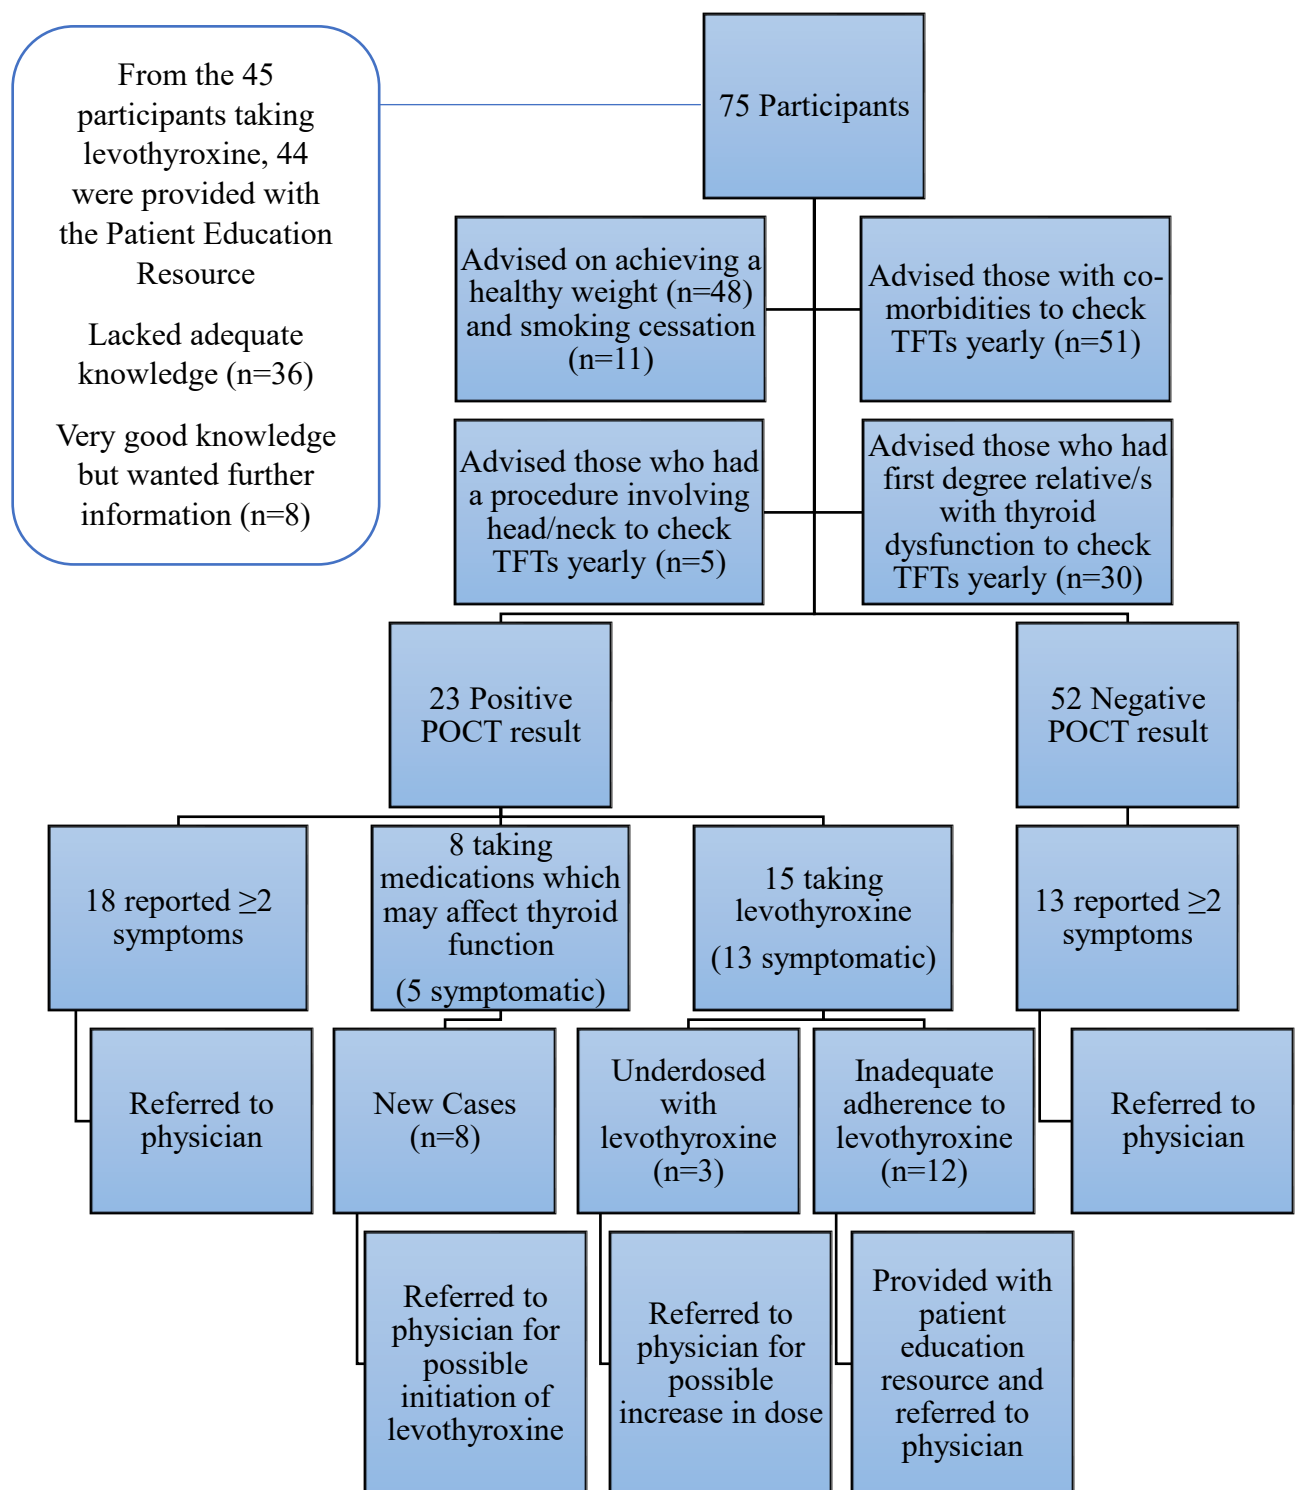 From the 45
participants taking
levothyroxine, 44
were provided with
the Patient Education
Resource
Lacked adequate
knowledge (n=36)
Very good knowledge
but wanted further
information (n=8)
75 Participants
Advised on achieving a
healthy weight (n=48)
and smoking cessation
(n=11)
Advised those with co-
morbidities to check
TFTs yearly (n=51)
Advised those who had
a procedure involving
head/neck to check
TFTs yearly (n=5)
Advised those who had
first degree relative/s
with thyroid
dysfunction to check
TFTs yearly (n=30)
23 Positive
POCT result
52 Negative
POCT result
18 reported ≥2
symptoms
8 taking
medications which
may affect thyroid
function
(5 symptomatic)
15 taking
levothyroxine
(13 symptomatic)
13 reported ≥2
symptoms
Referred to
physician
New Cases
(n=8)
Underdosed
with
levothyroxine
(n=3)
Inadequate
adherence to
levothyroxine
(n=12)
Referred to
physician
Referred to
physician for
possible
initiation of
levothyroxine
Referred to
physician for
possible
increase in dose
Provided with
patient
education
resource and
referred to
physician